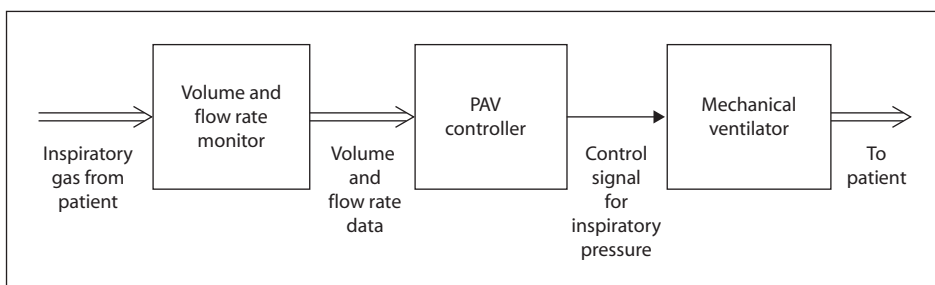 Volume and
flow rate
monitor
PAV
controller
Mechanical
ventilator
Inspiratory
gas from
patient
Volume
and
flow rate
data
Control
signal
for
inspiratory
pressure
To
patient